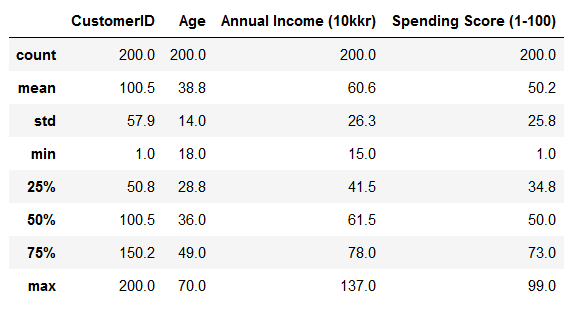 CustomerID Age Annual Income (10kkr) Spending Score (1-100)
count 200.0 200.0 200.0 200.0
mean 100.5 38.8 60.6 50.2
std 57.9 14.0 26.3 25.8
min 1.0 18.0 15.0 1.0
25% 50.8 28.8 41.5 34.8
50% 100.5 36.0 61.5 50.0
75% 150.2 49.0 78.0 73.0
max 200.0 70.0 137.0 99.0